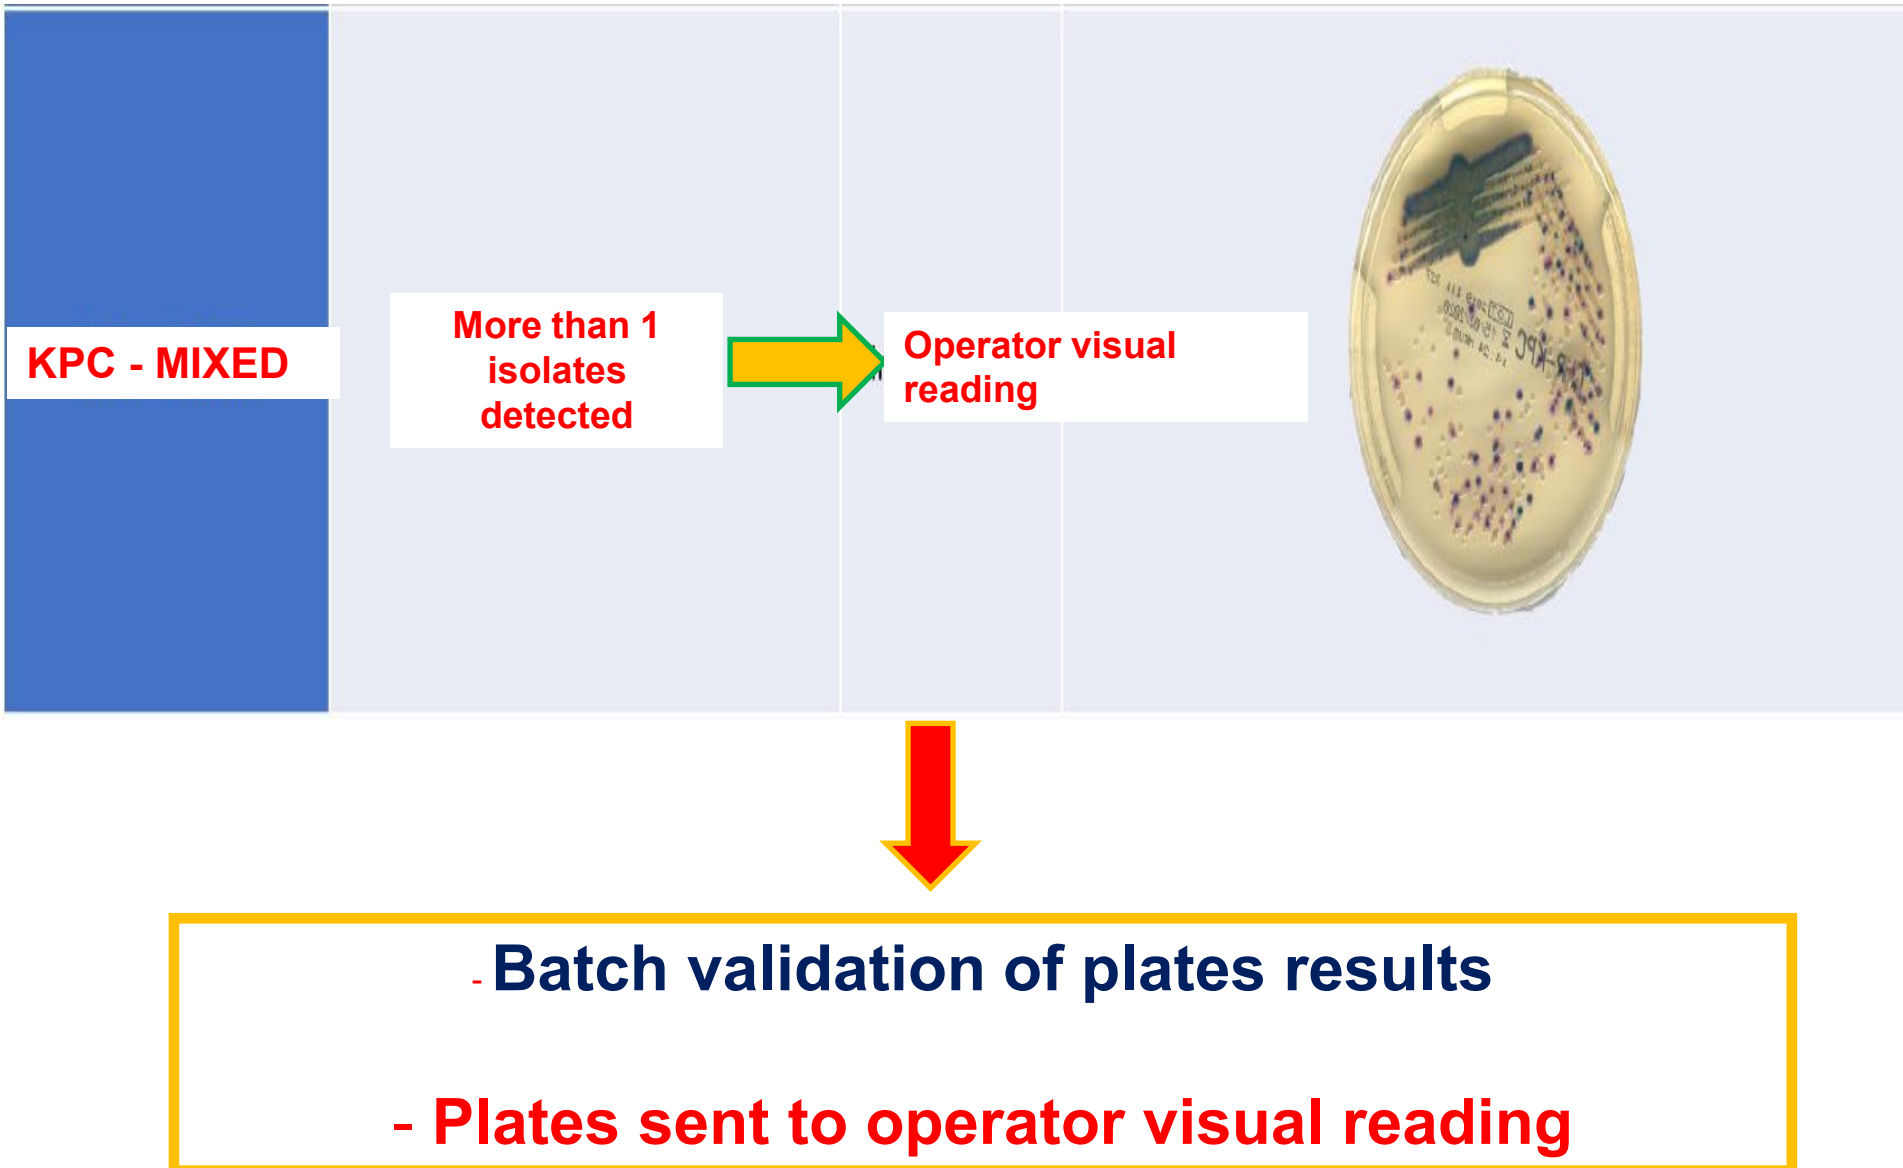 KPC - MIXED
More than 1
isolates
detected
Operator visual
reading
- Batch validation of plates results
- Plates sent to operator visual reading